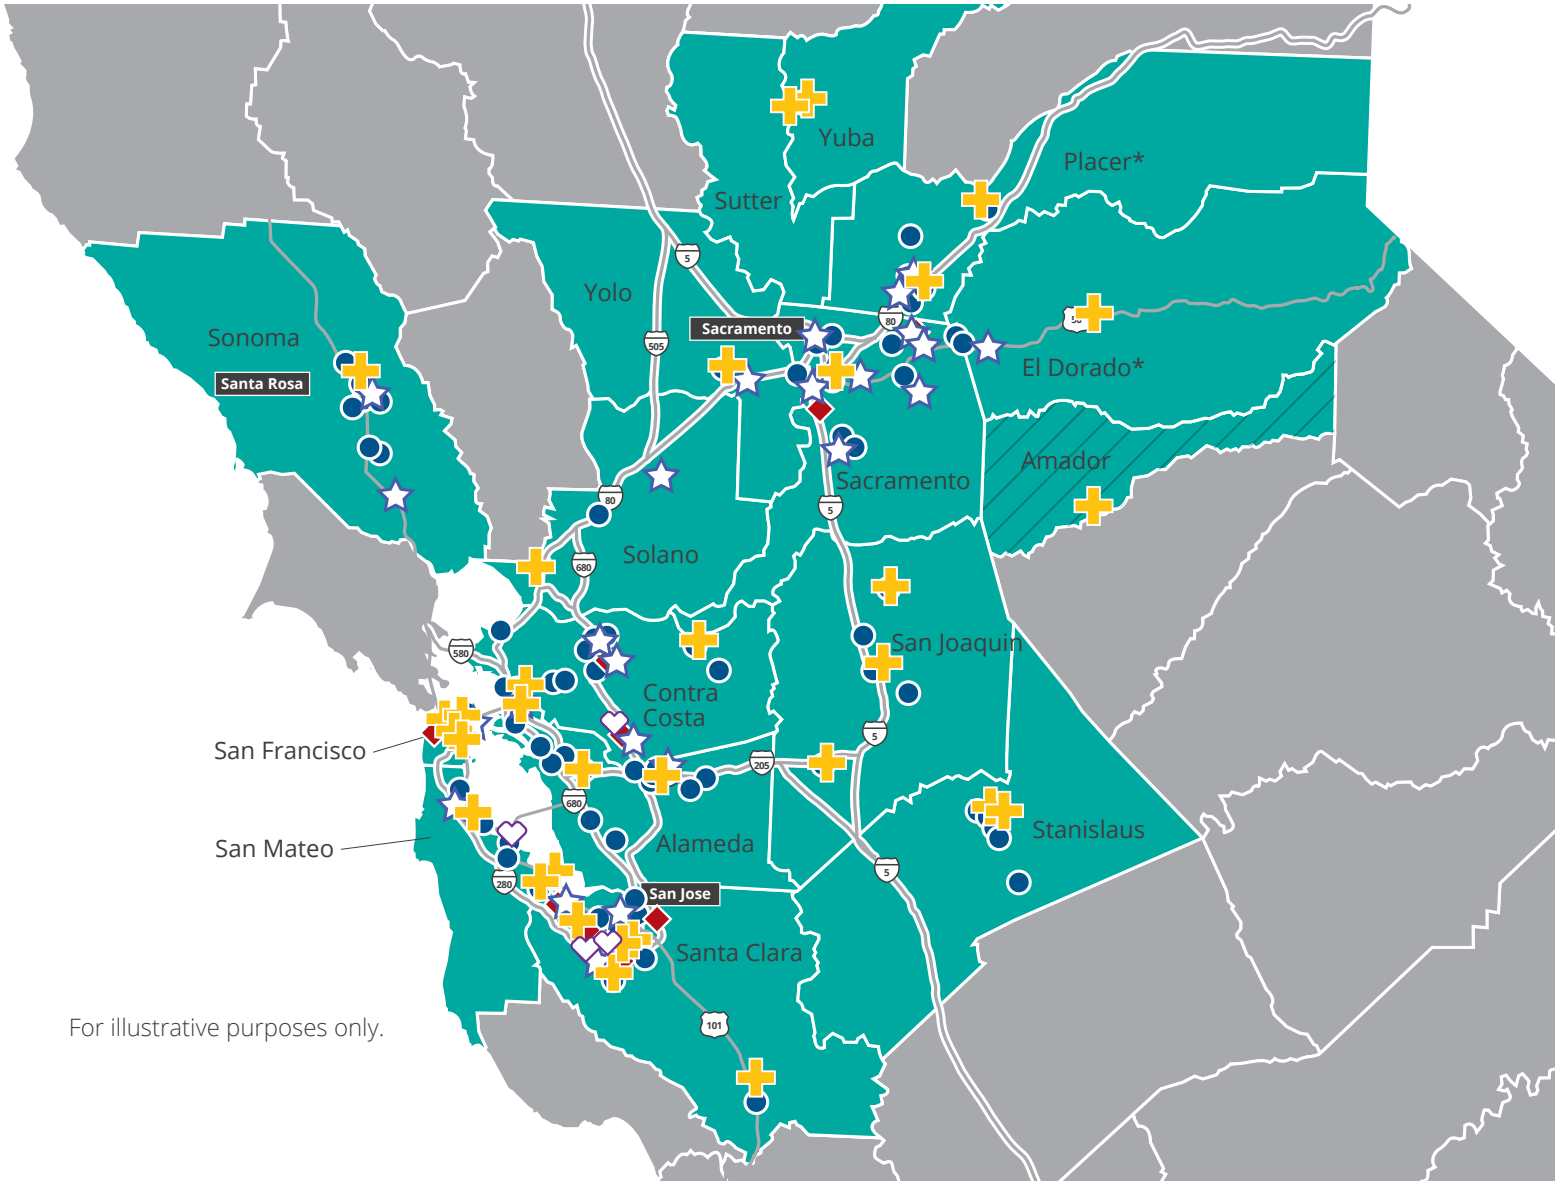 Yuba
Placer*
Sutter
5
Yolo
80
Sacramento
505
Sonoma
Santa Rosa
El Dorado*
Amador
Sacramento
80
5
Solano
680
San Joaquin
580
Contra
Costa
San Francisco
5
205
680
Stanislaus
San Mateo
Alameda
5
280
San Jose
Santa Clara
For illustrative purposes only.
101